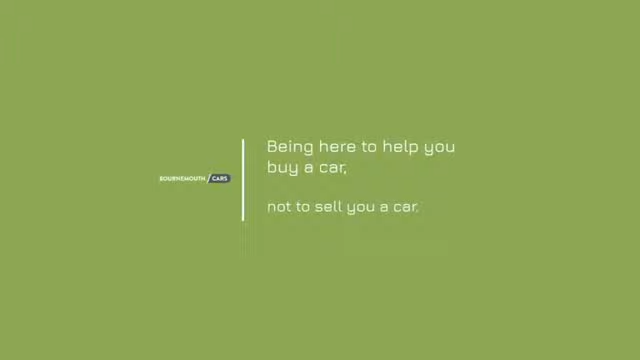 BOURNEMOUTH/CARS
Being here to help you
buy a car,
not to sell you a car.